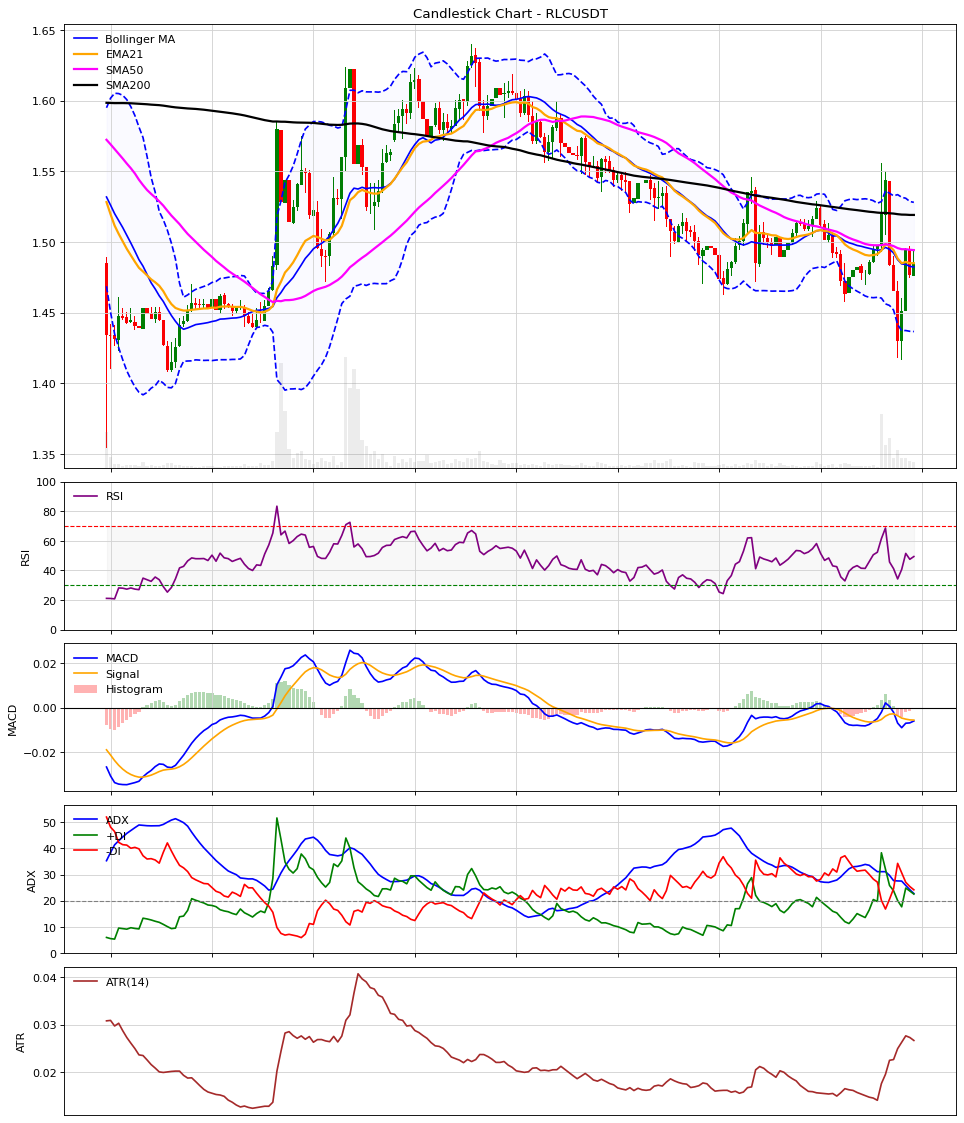 Candlestick Chart - RLCUSDT
1.65
1.60
1.55
1.50
1.45
1.40
1.35
Bollinger MA
EMA21
SMA50
SMA200
100
80
60
40
20
0
RSI
RSI
0.02
0.00
−0.02
MACD
MACD
Signal
Histogram
50
40
30
20
10
0
ADX
ADX
+DI
-DI
0.04
0.03
0.02
ATR
ATR(14)